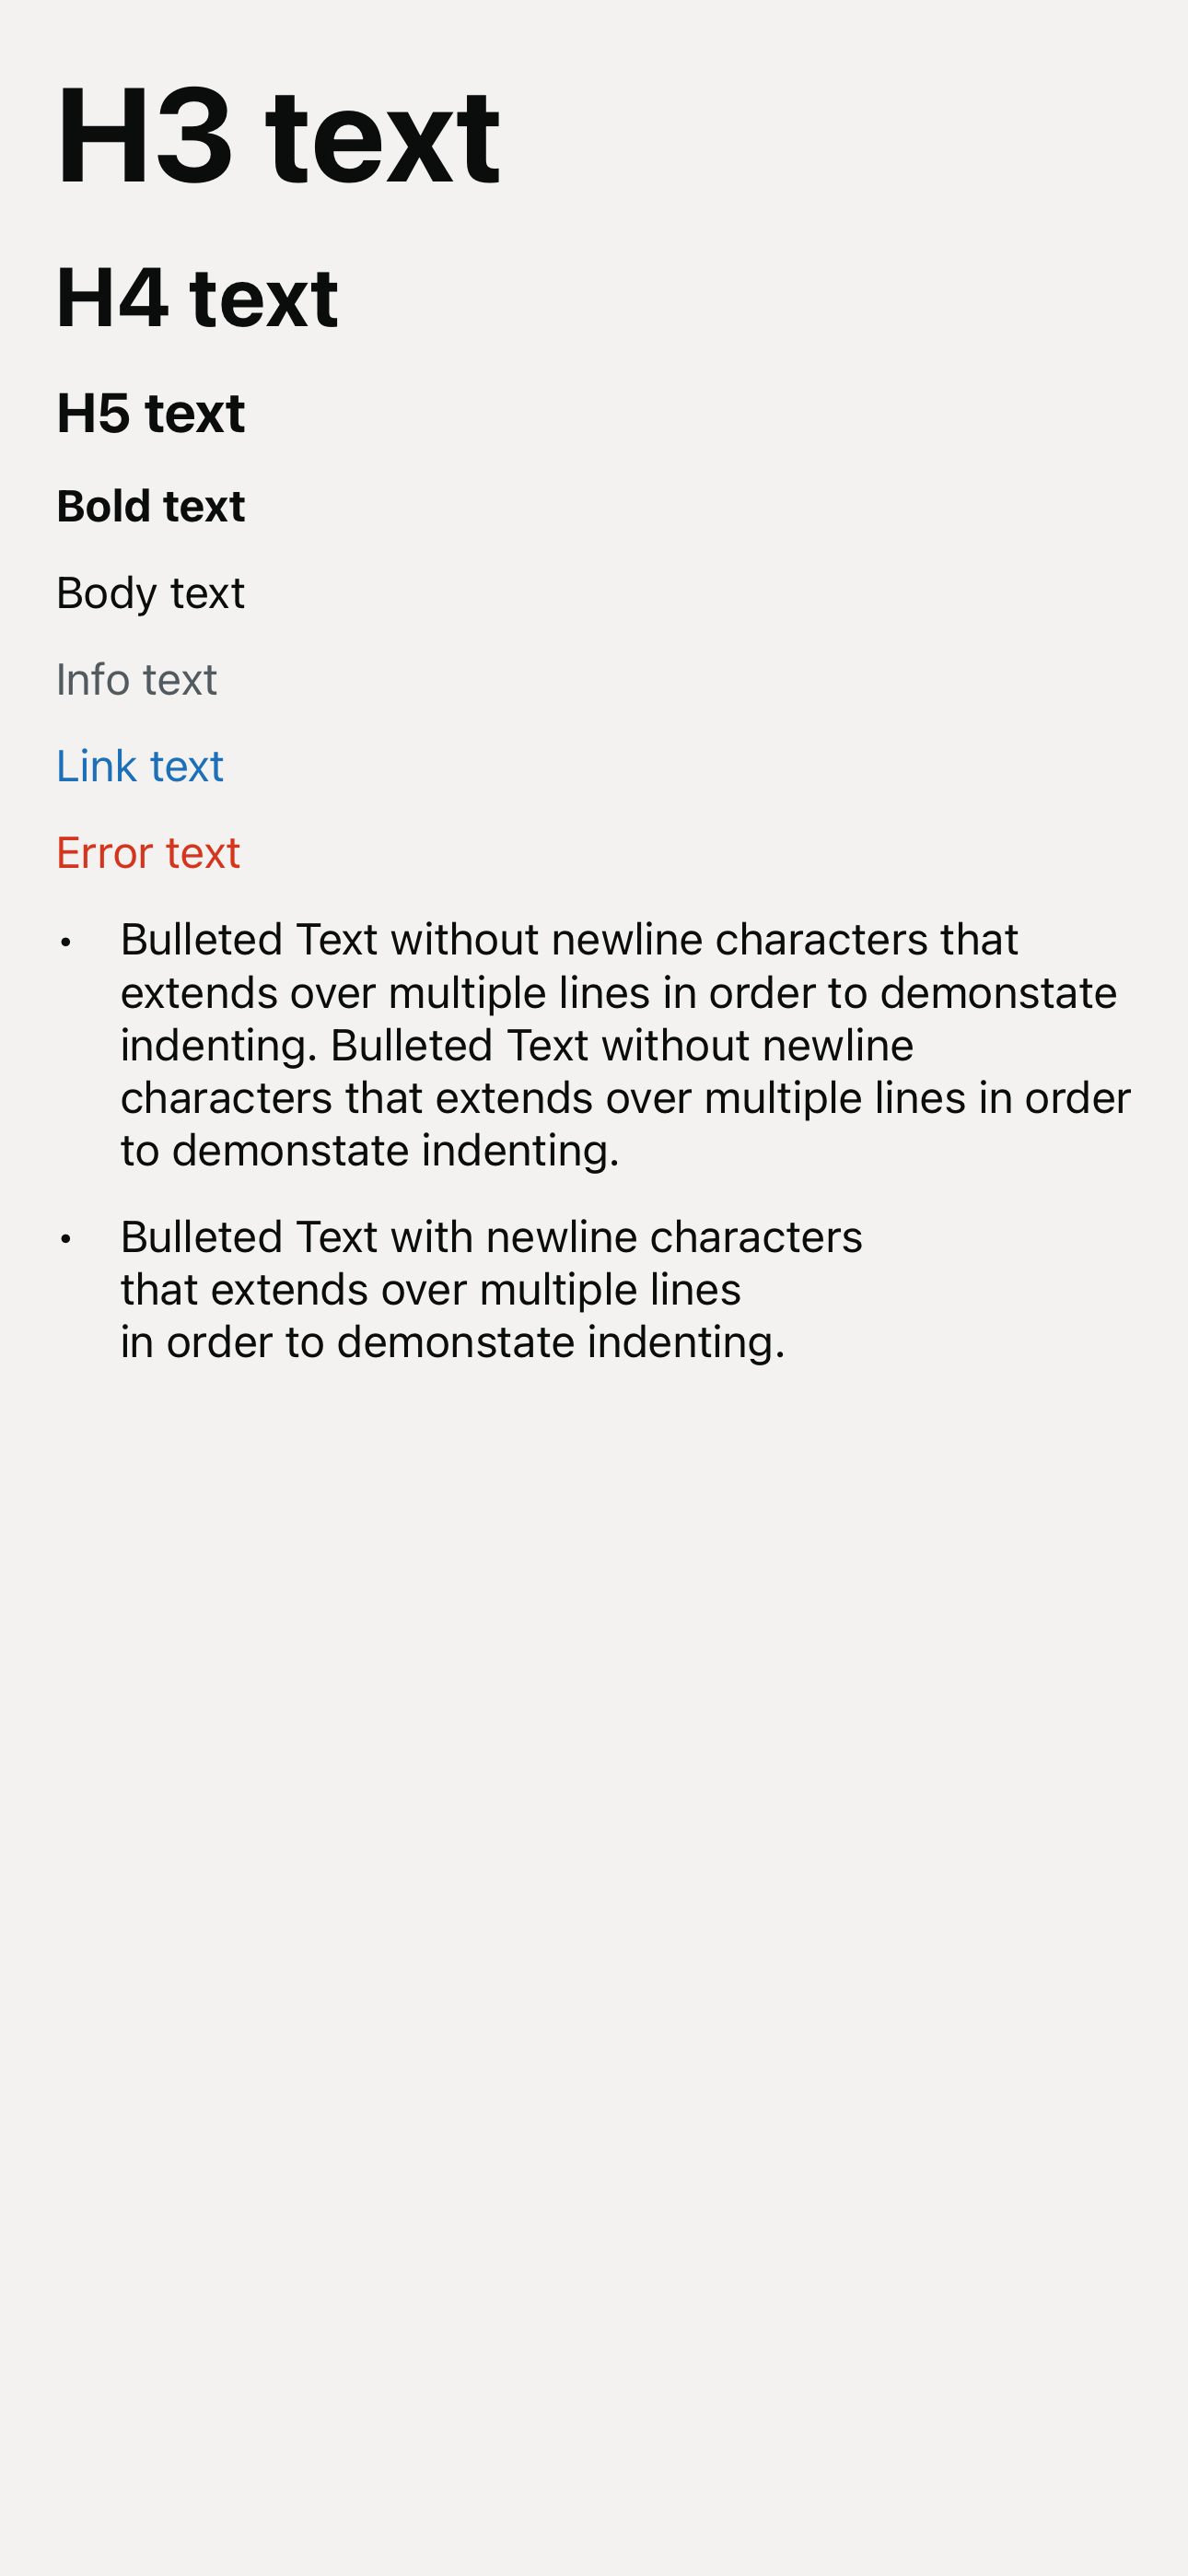 H3 text
H4 text
H5 text
Bold text
Body text
Info text
Link text
Error text
• Bulleted Text without newline characters that
extends over multiple lines in order to demonstate
indenting. Bulleted Text without newline
characters that extends over multiple lines in order
to demonstate indenting.
• Bulleted Text with newline characters
that extends over multiple lines
in order to demonstate indenting.